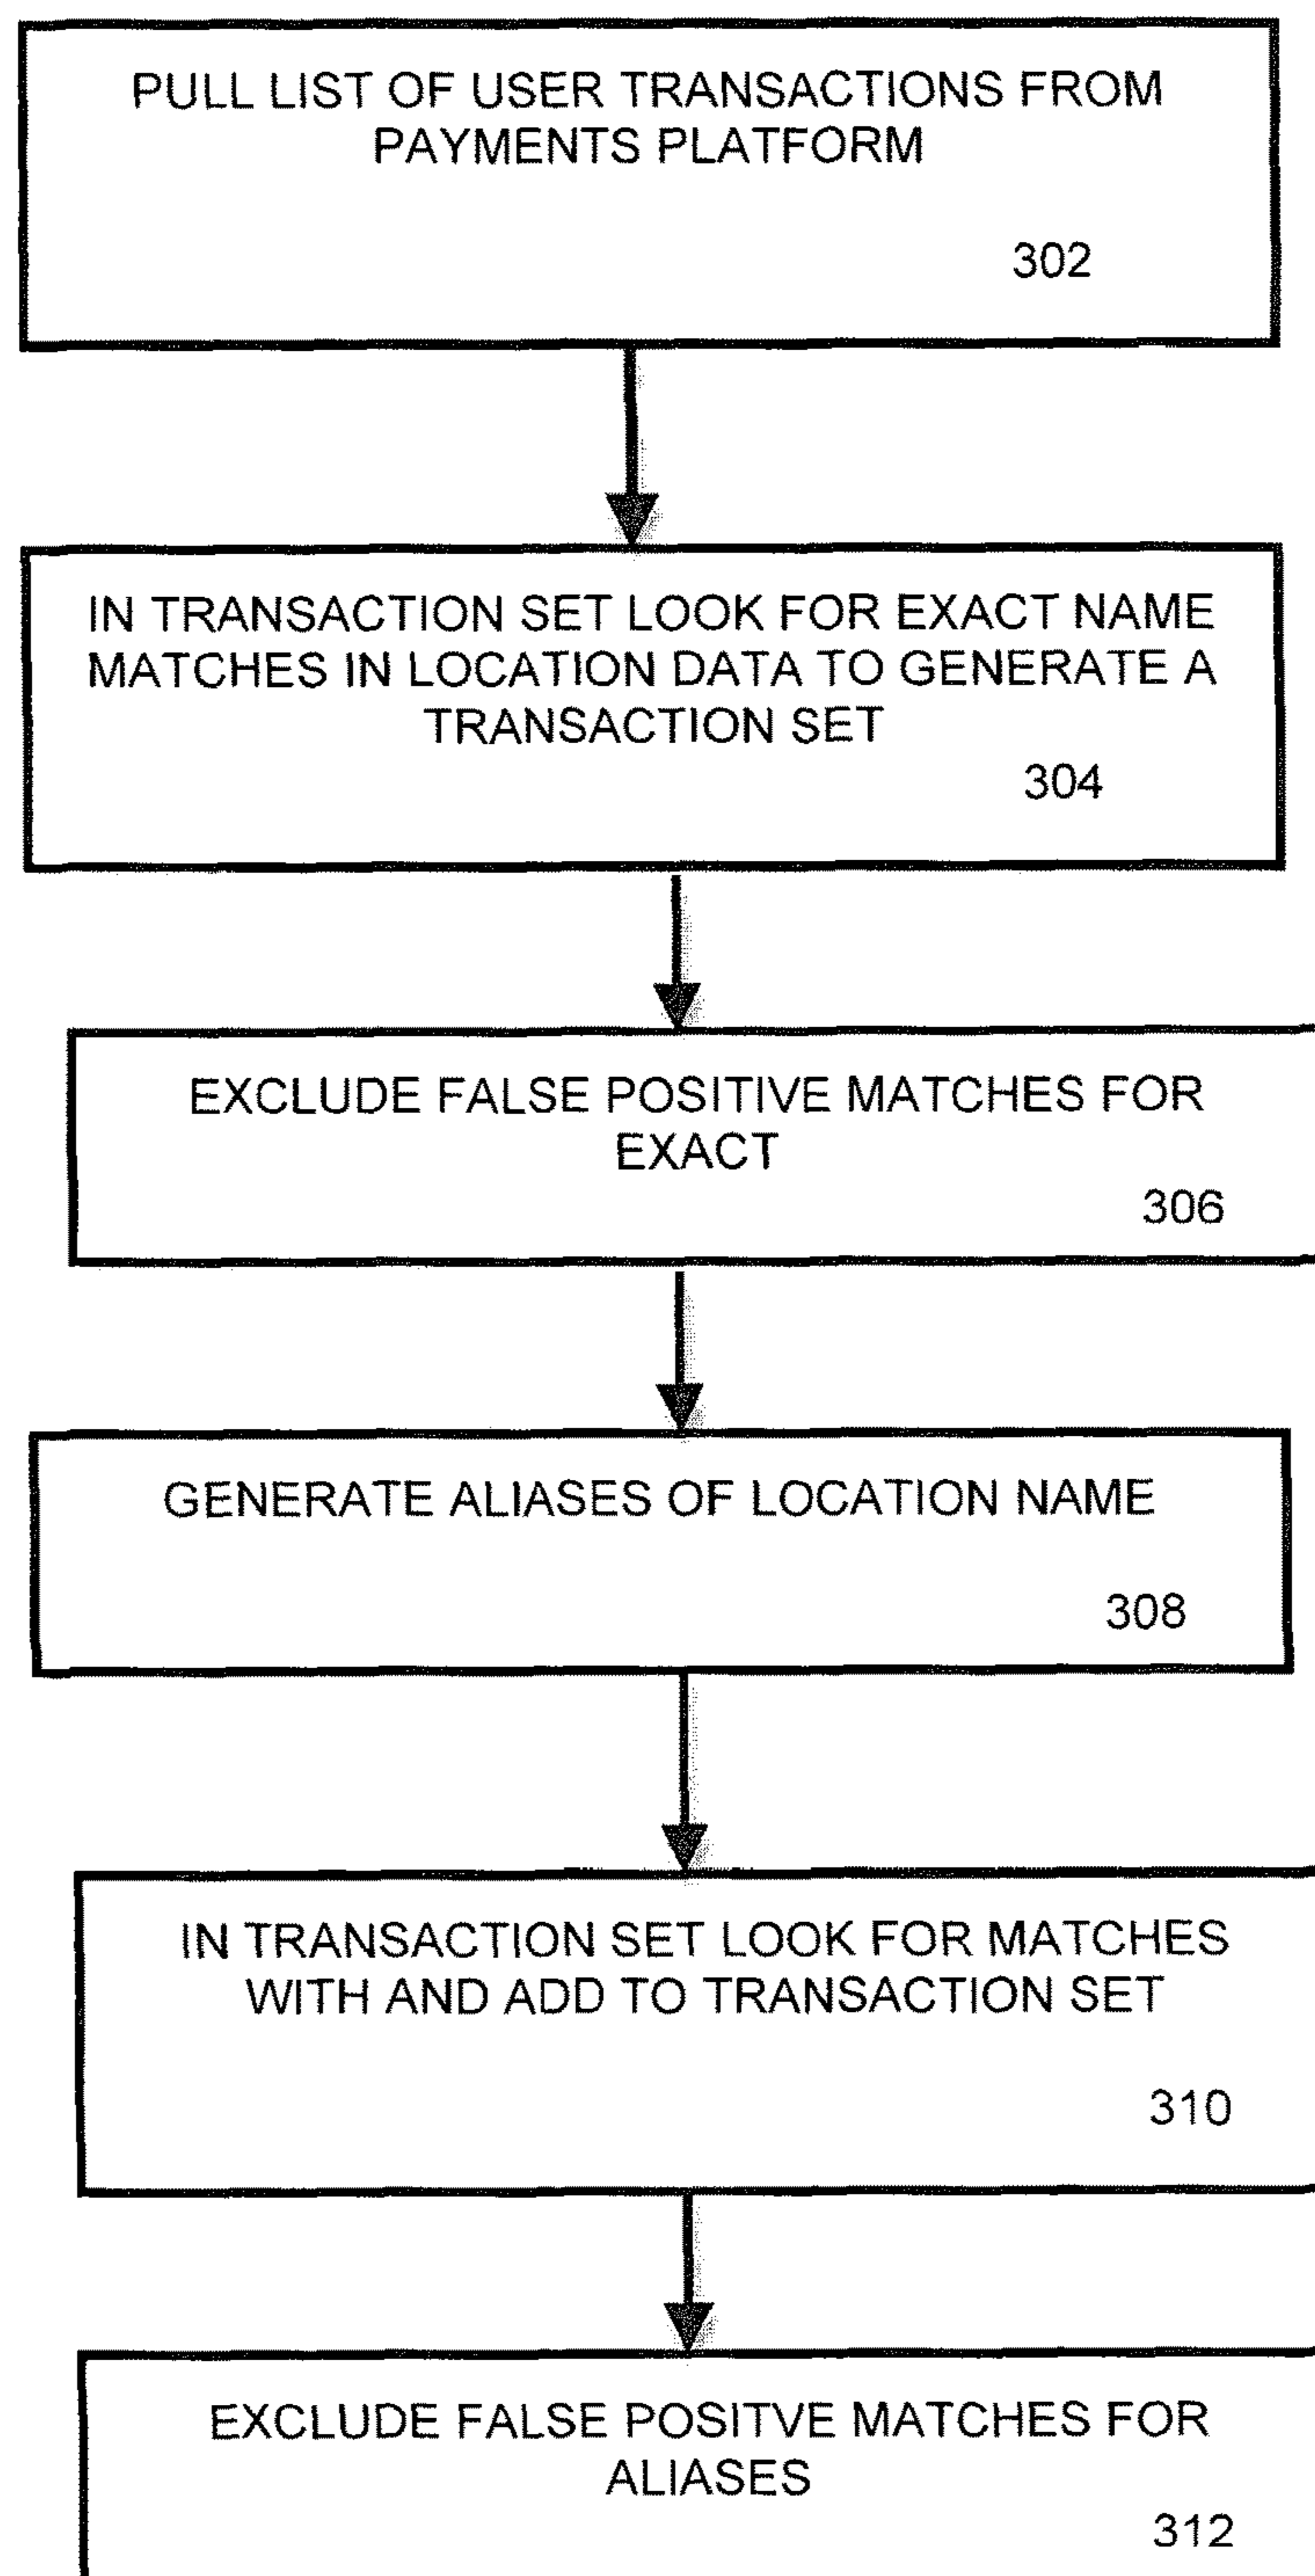 PULL LIST OF USER TRANSACTIONS FROM
PAYMENTS PLATFORM
302
IN TRANSACTION SET LOOK FOR EXACT NAME
MATCHES IN LOCATION DATA TO GENERATE A
TRANSACTION SET
304
EXCLUDE FALSE POSITIVE MATCHES FOR
EXACT
306
GENERATE ALIASES OF LOCATION NAME
308
IN TRANSACTION SET LOOK FOR MATCHES
WITH AND ADD TO TRANSACTION SET
310
EXCLUDE FALSE POSITVE MATCHES FOR
ALIASES
312